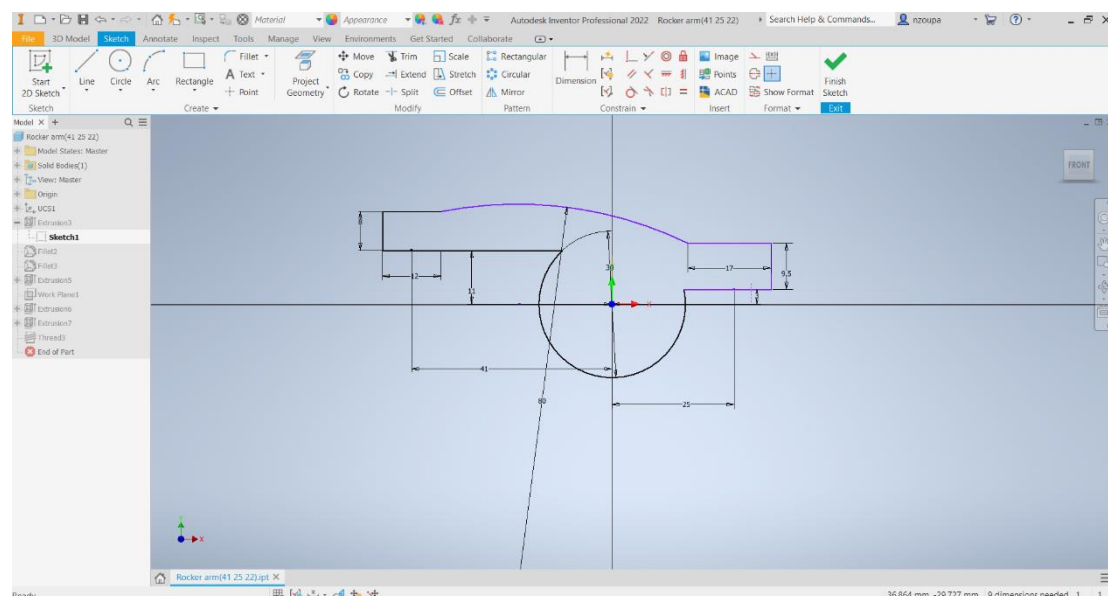 I Material Appearance fx Autodesk Inventor Professional 2022 Rocker arm(41 25 22) Search Help & Commands... nzoupa
File 3D Model Sketch Annotate Inspect Tools Manage View Environments Get Started Collaborate
Fillet Move Trim Scale Rectangular Image
Text Copy Extend Stretch Circular Points
Start 2D Sketch Line Circle Arc Rectangle Point Project Geometry Rotate Split Offset Mirror Dimension ACAD Show Format Finish Sketch
Sketch Create Modify Pattern Constrain Insert Format Exit
Model × +
Rocker arm(41 25 22)
Model States: Master
Solid Bodies(1)
View: Master
Origin
UCS1
Extrusion3
Sketch1
Fillet2
Fillet3
Extrusion5
Work Plane1
Extrusion6
Extrusion7
Thread3
End of Part
FRONT
8
12
11
30
17
9.5
X
41
80
25
Y
X
Rocker arm(41 25 22).ipt ×
Ready 36.864 mm, -29.727 mm 9 dimensions needed 1 1